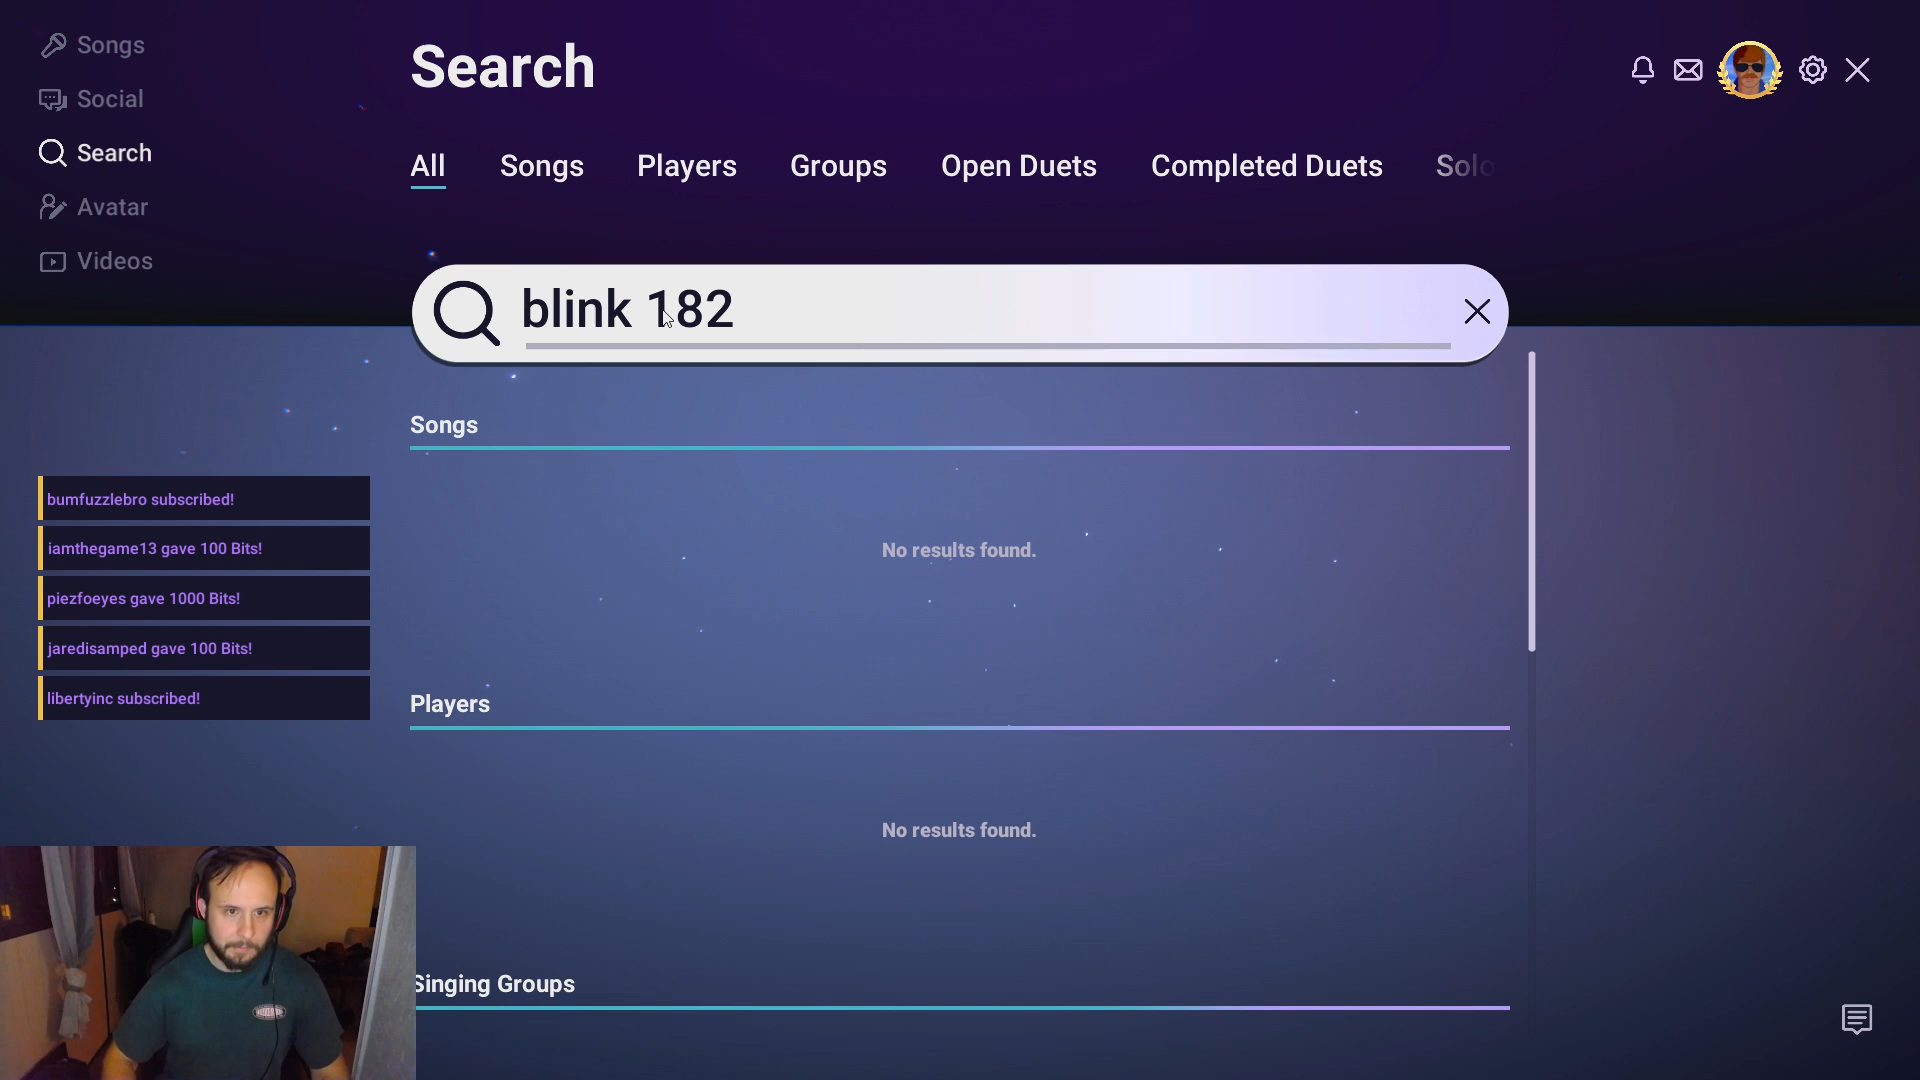 Songs
Social
Search
Avatar
Videos
Search
All Songs Players Groups Open Duets Completed Duets Solo
blink 182
Songs
No results found.
Players
No results found.
Singing Groups
bumfuzzlebro subscribed!
iamthegame13 gave 100 Bits!
piezfoeyes gave 1000 Bits!
jaredisamped gave 100 Bits!
libertyinc subscribed!